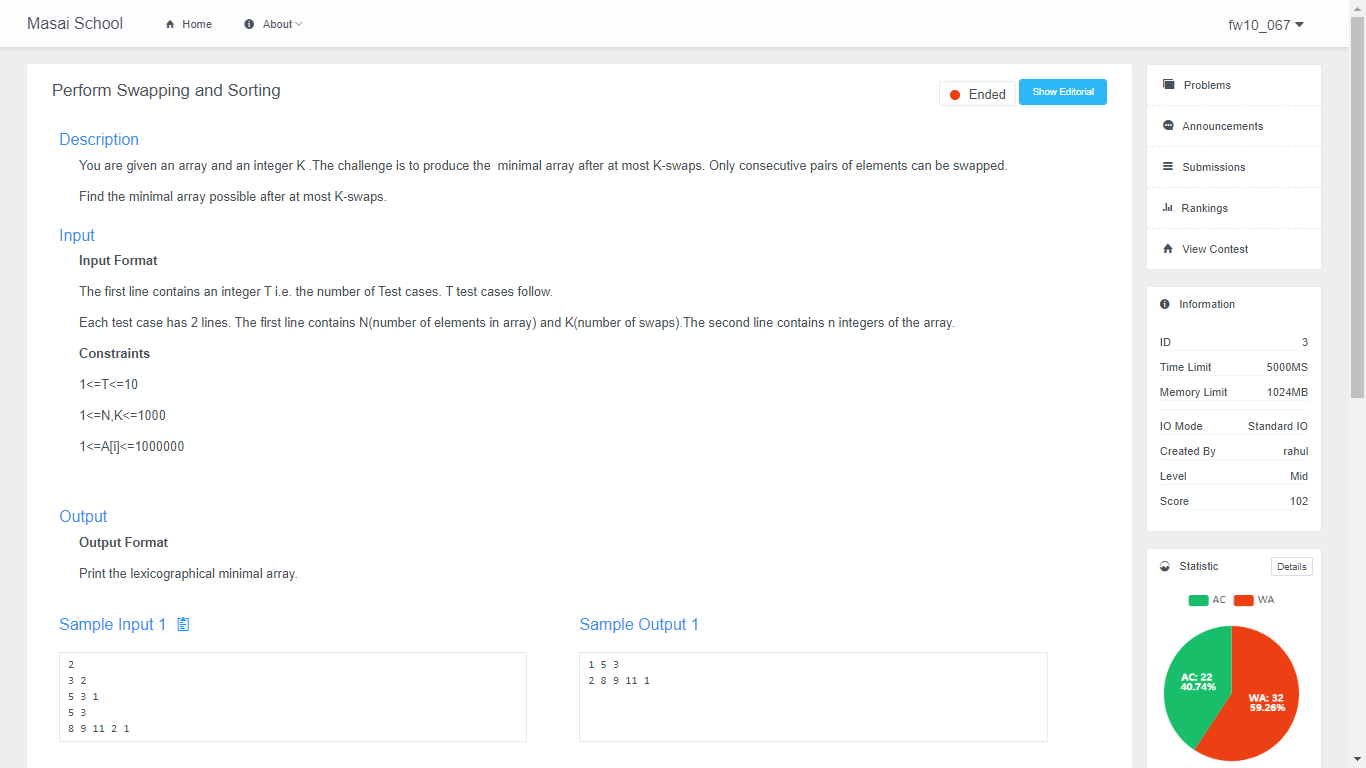 Masai School
Home
About
fw10_067
Perform Swapping and Sorting
Ended
Show Editorial
Description
You are given an array and an integer K .The challenge is to produce the  minimal array after at most K-swaps. Only consecutive pairs of elements can be swapped.
Find the minimal array possible after at most K-swaps.
Input
Input Format
The first line contains an integer T i.e. the number of Test cases. T test cases follow.
Each test case has 2 lines. The first line contains N(number of elements in array) and K(number of swaps).The second line contains n integers of the array.
Constraints
1<=T<=10
1<=N,K<=1000
1<=A[i]<=1000000
Output
Output Format
Print the lexicographical minimal array.
Sample Input 1
2
3 2
5 3 1
5 3
8 9 11 2 1
Sample Output 1
1 5 3
2 8 9 11 1
Problems
Announcements
Submissions
Rankings
View Contest
Information
ID 3
Time Limit 5000MS
Memory Limit 1024MB
IO Mode Standard IO
Created By rahul
Level Mid
Score 102
Statistic
Details
AC WA
AC: 22
40.74%
WA: 32
59.26%